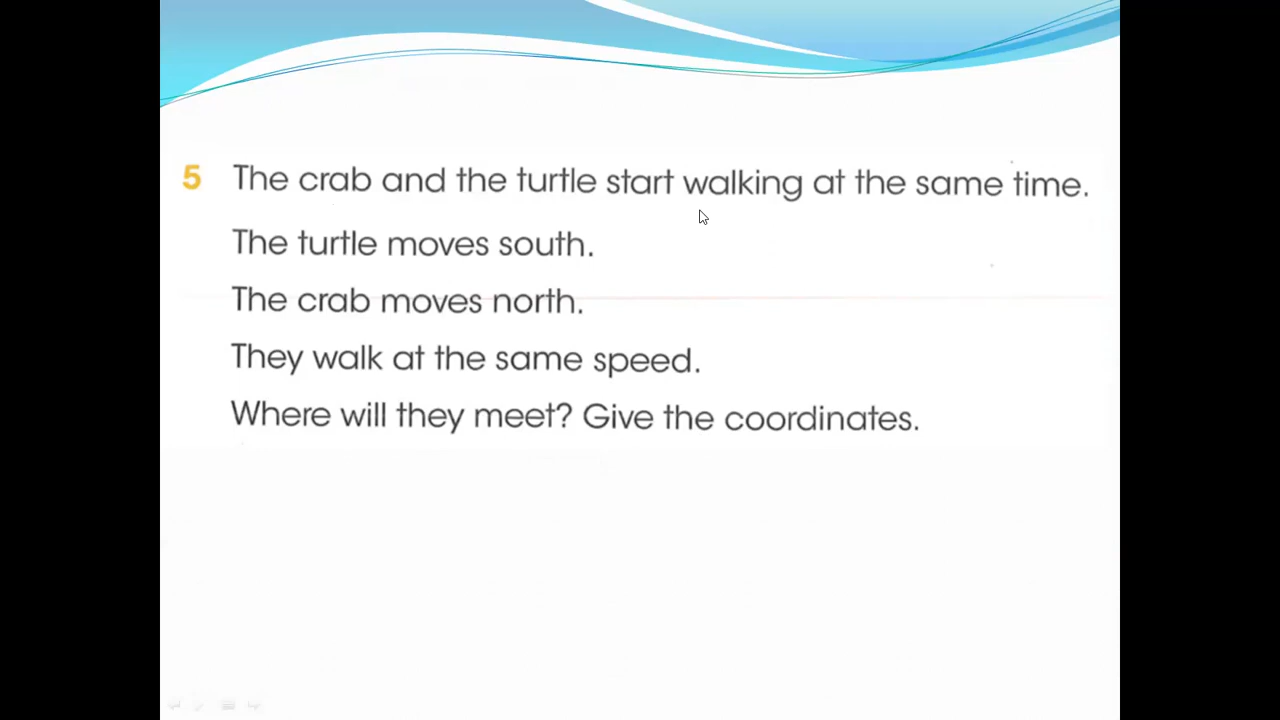 5 The crab and the turtle start walking at the same time.
The turtle moves south.
The crab moves north.
They walk at the same speed.
Where will they meet? Give the coordinates.